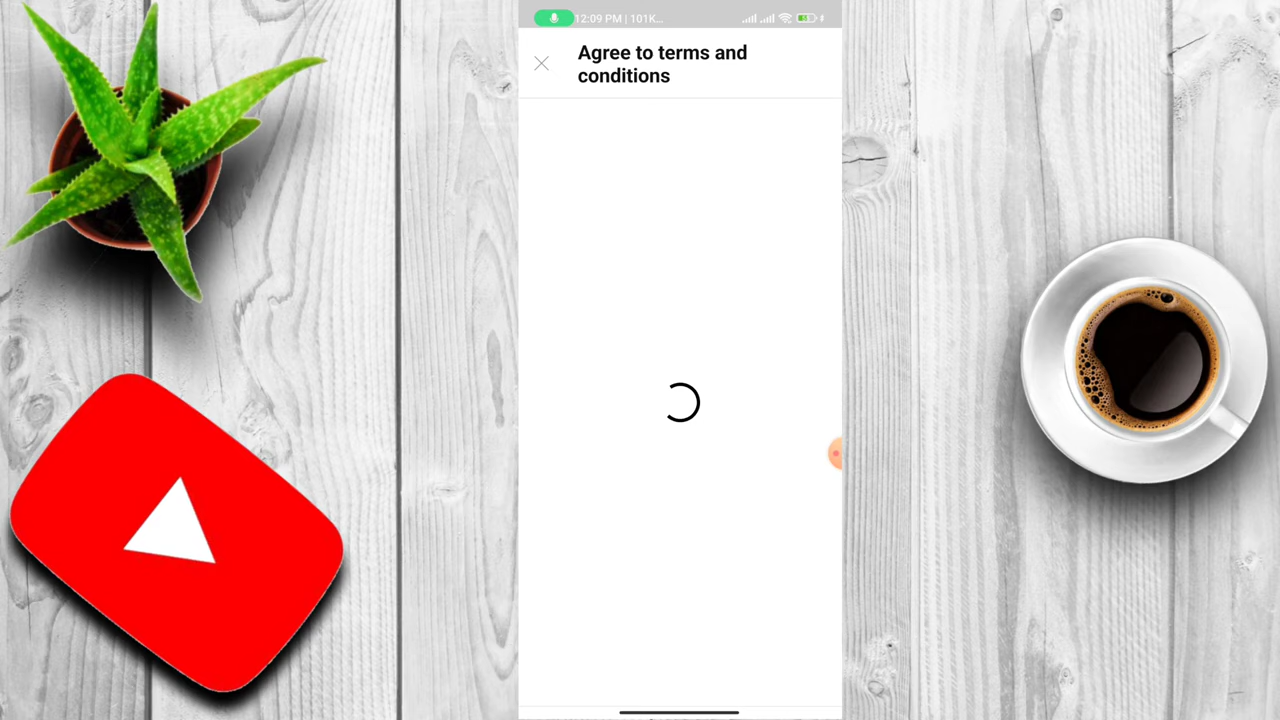 12:09 PM | 101K...
Agree to terms and
conditions